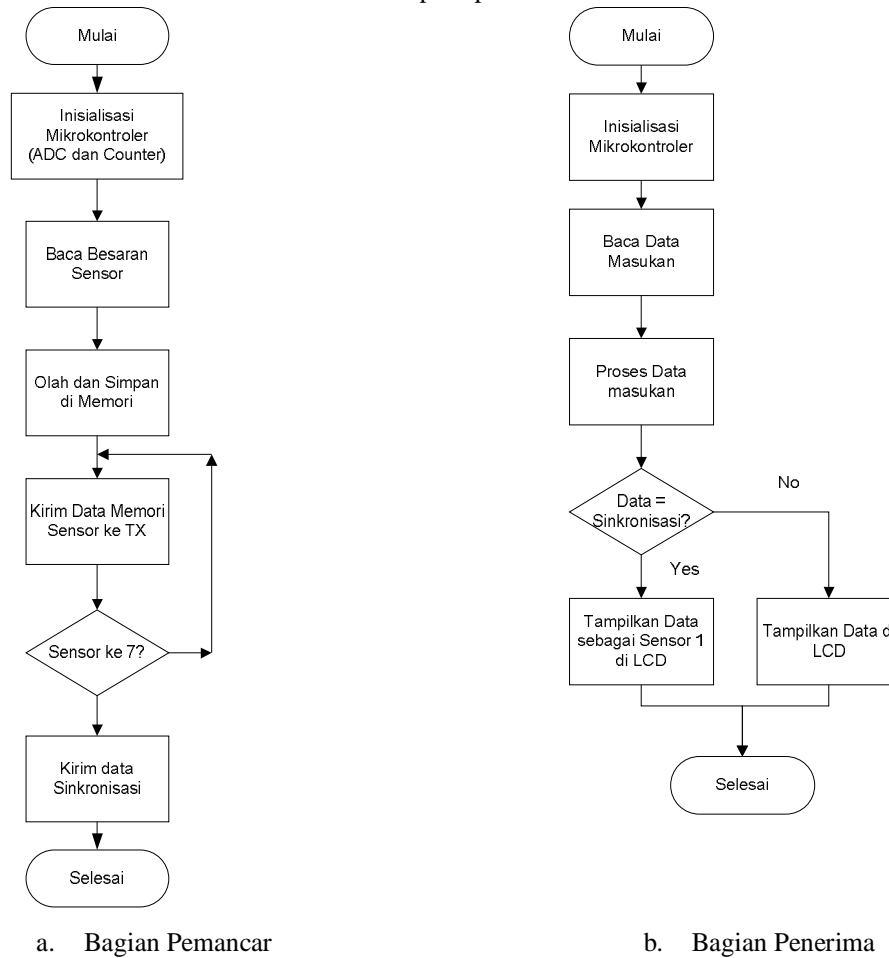 Mulai
Inisialisasi
Mikrokontroler
(ADC dan Counter)
Baca Besaran
Sensor
Olah dan Simpan
di Memori
Kirim Data Memori
Sensor ke TX
Sensor ke 7?
Kirim data
Sinkronisasi
Selesai
a. Bagian Pemancar
Mulai
Inisialisasi
Mikrokontroler
Baca Data
Masukan
Proses Data
masukan
Data =
Sinkronisasi?
No
Yes
Tampilkan Data
sebagai Sensor 1
di LCD
Tampilkan Data
LCD
Selesai
b. Bagian Penerima